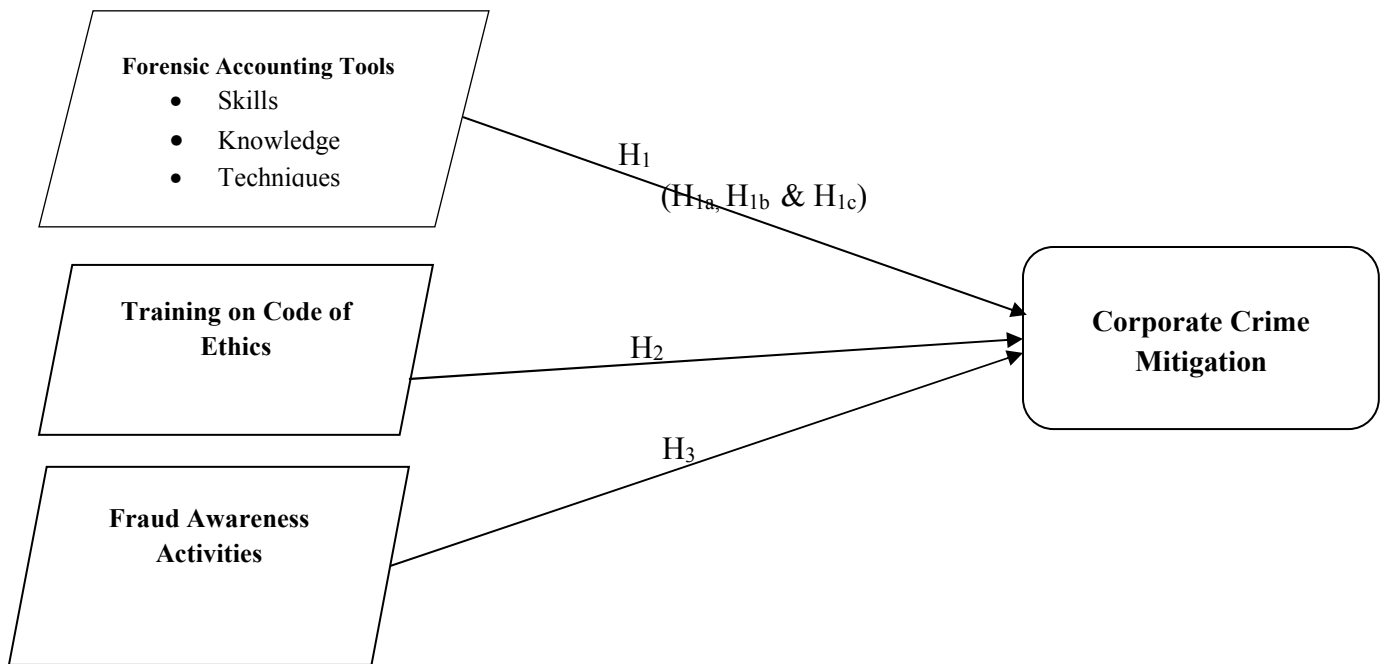 Forensic Accounting Tools
• Skills
• Knowledge
• Techniques
H₁
(H₁ₐ, H₁b & H₁c)
Training on Code of
Ethics
H₂
Fraud Awareness
Activities
H₃
Corporate Crime
Mitigation